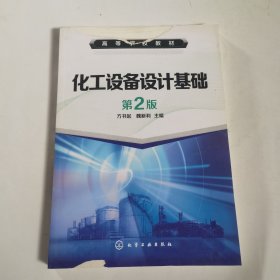 高等学校教材
化工设备设计基础
第2版
方书起 魏新利 主编
化学工业出版社